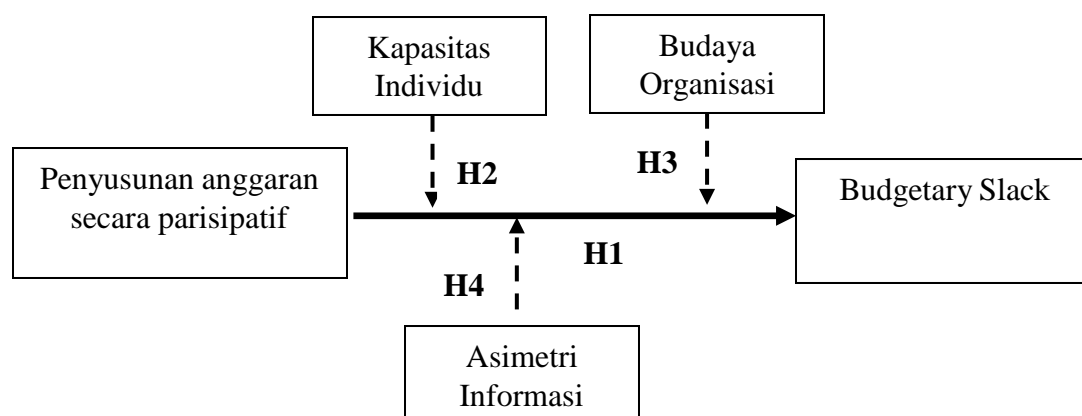 Kapasitas
Individu
Budaya
Organisasi
Penyusunan anggaran
secara parisipatif
H2
H3
Budgetary Slack
H1
H4
Asimetri
Informasi